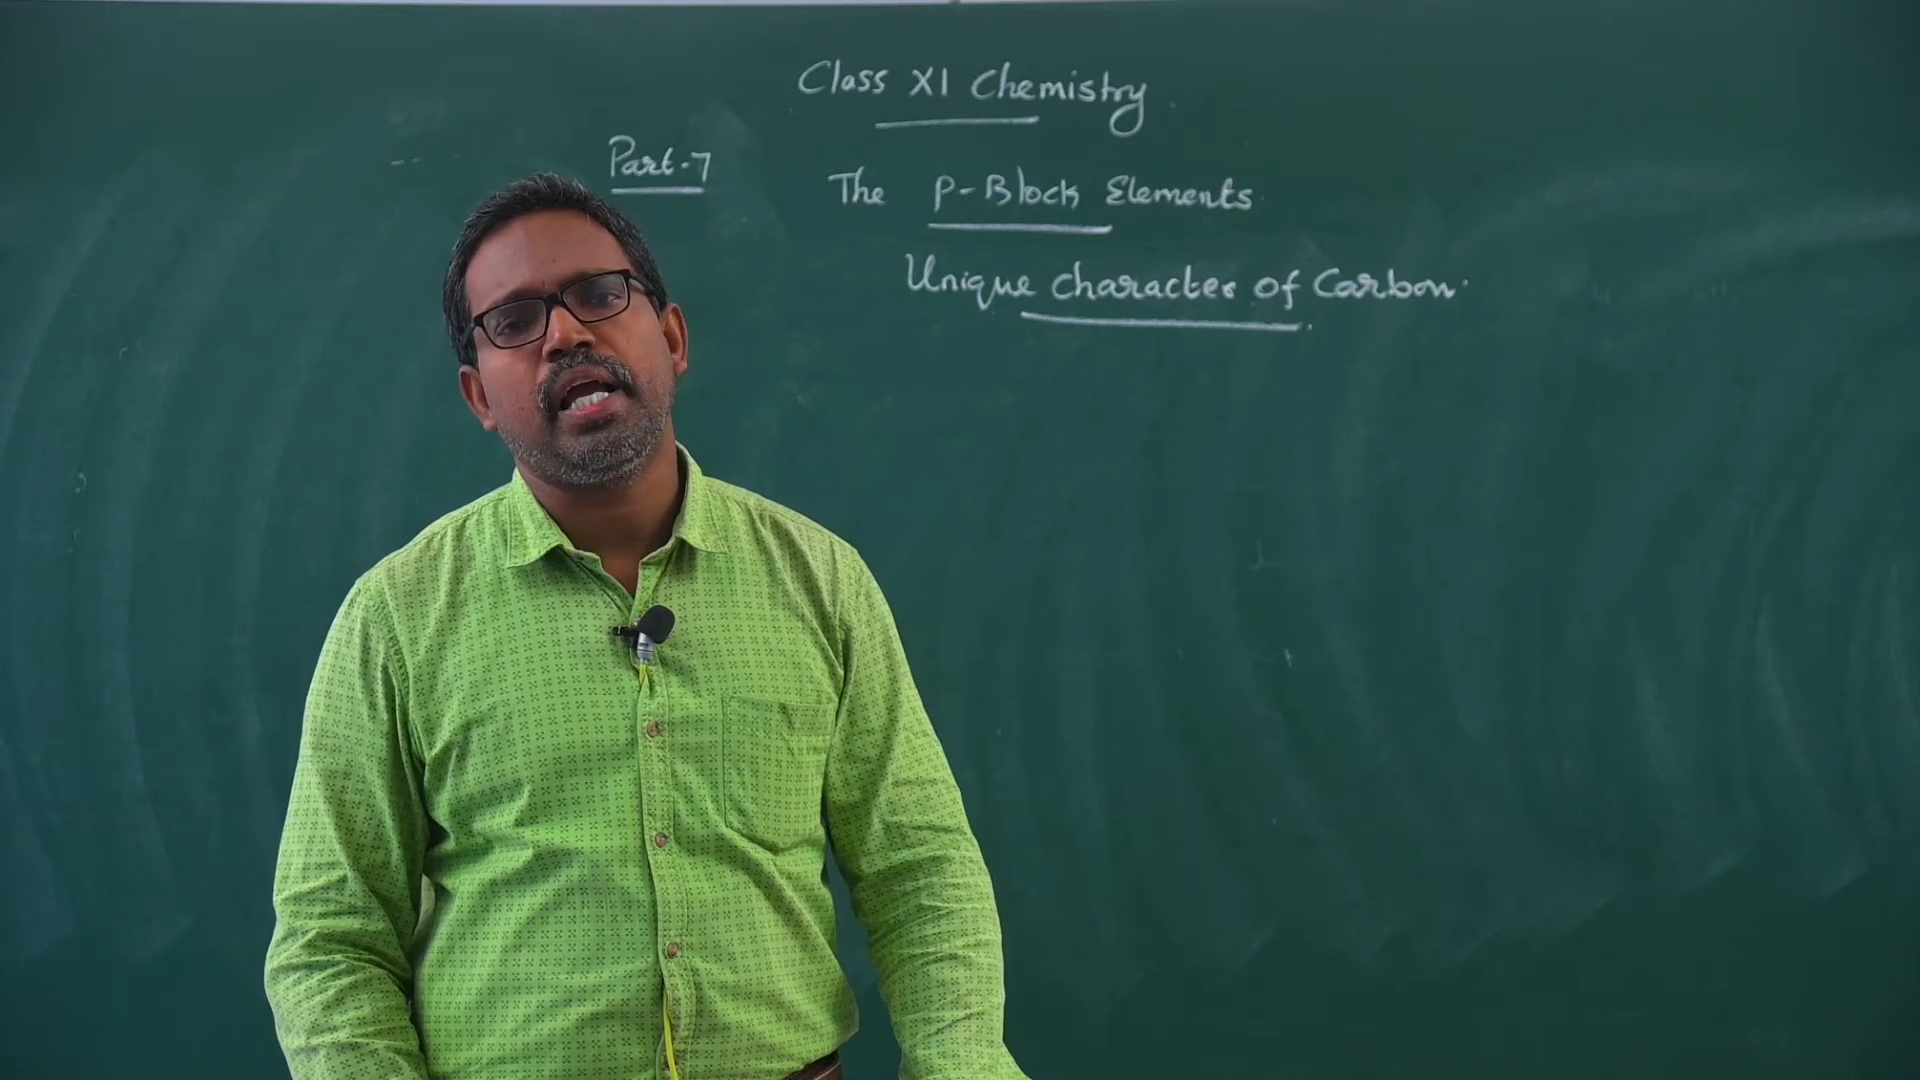 Class XI Chemistry
Part-7
The p-Block Elements
Unique character of Carbon.